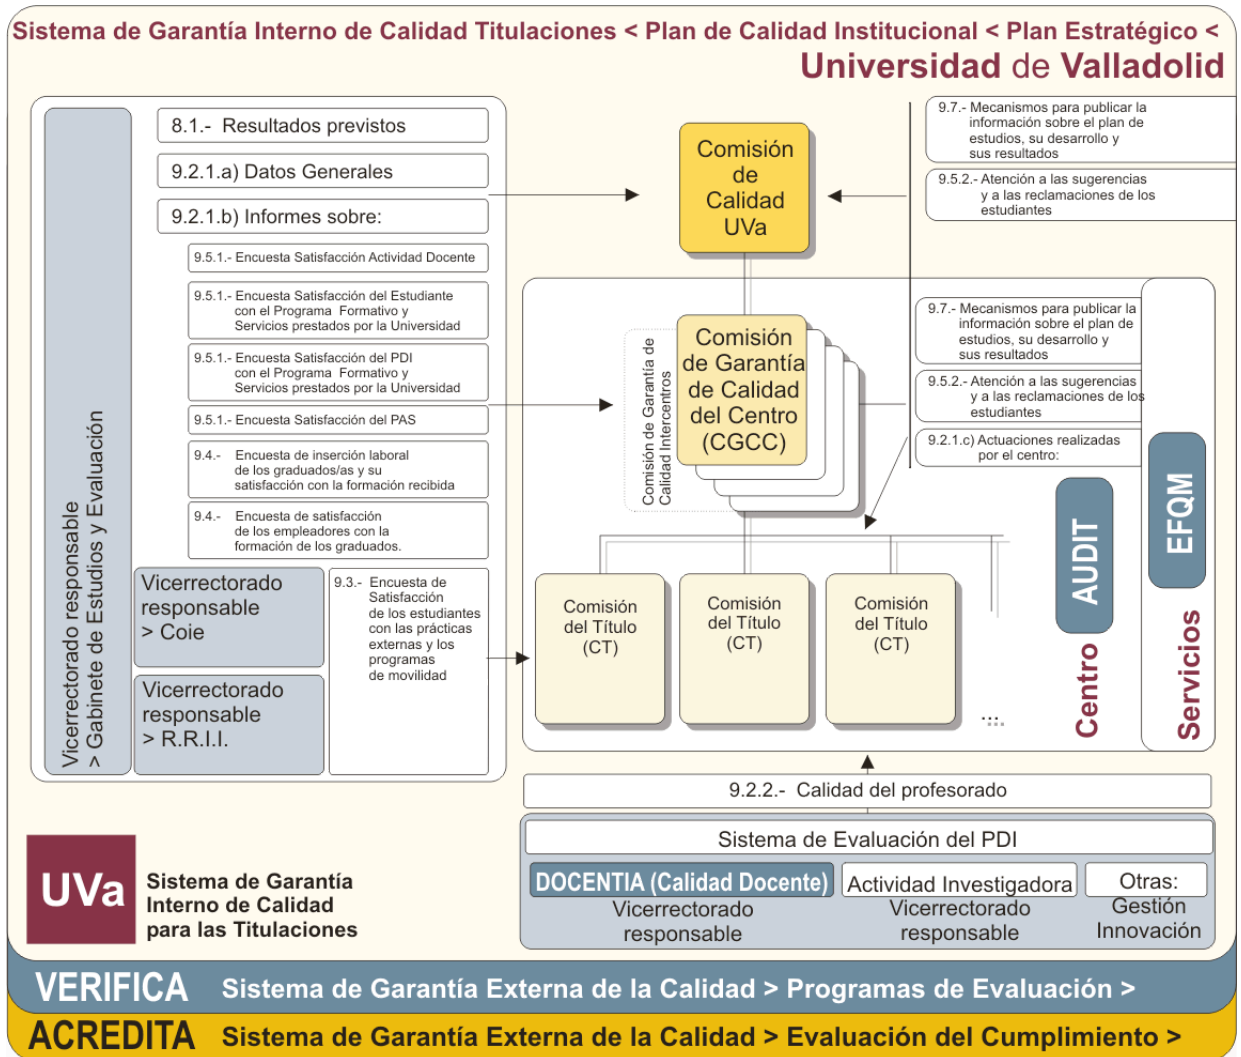 Sistema de Garantía Interno de Calidad Titulaciones < Plan de Calidad Institucional < Plan Estratégico <
Universidad de Valladolid
Vicerrectorado responsable
> Gabinete de Estudios y Evaluación
8.1.- Resultados previstos
9.2.1.a) Datos Generales
9.2.1.b) Informes sobre:
9.5.1.- Encuesta Satisfacción Actividad Docente
9.5.1.- Encuesta Satisfacción del Estudiante
con el Programa Formativo y
Servicios prestados por la Universidad
9.5.1.- Encuesta Satisfacción del PDI
con el Programa Formativo y
Servicios prestados por la Universidad
9.5.1.- Encuesta Satisfacción del PAS
9.4.- Encuesta de inserción laboral
de los graduados/as y su
satisfacción con la formación recibida
9.4.- Encuesta de satisfacción
de los empleadores con la
formación de los graduados.
Vicerrectorado
responsable
> Coie
Vicerrectorado
responsable
> R.R.I.I.
9.3.- Encuesta de
Satisfacción
de los estudiantes
con las prácticas
externas y los
programas
de movilidad
Comisión
de
Calidad
UVa
9.7.- Mecanismos para publicar la
información sobre el plan de
estudios, su desarrollo y
sus resultados
9.5.2.- Atención a las sugerencias
y a las reclamaciones de los
estudiantes
Comisión de Garantía de
Calidad Intercentros
Comisión
de Garantía
de Calidad
del Centro
(CGCC)
9.7.- Mecanismos para publicar la
información sobre el plan de
estudios, su desarrollo y
sus resultados
9.5.2.- Atención a las sugerencias
y a las reclamaciones de los
estudiantes
9.2.1.c) Actuaciones realizadas
por el centro:
Comisión
del Título
(CT)
Comisión
del Título
(CT)
Comisión
del Título
(CT)
....
Centro
AUDIT
Servicios
EFQM
9.2.2.- Calidad del profesorado
Sistema de Evaluación del PDI
DOCENTIA (Calidad Docente)
Vicerrectorado
responsable
Actividad Investigadora
Vicerrectorado
responsable
Otras:
Gestión
Innovación
UVa
Sistema de Garantía
Interno de Calidad
para las Titulaciones
VERIFICA Sistema de Garantía Externa de la Calidad > Programas de Evaluación >
ACREDITA Sistema de Garantía Externa de la Calidad > Evaluación del Cumplimiento >